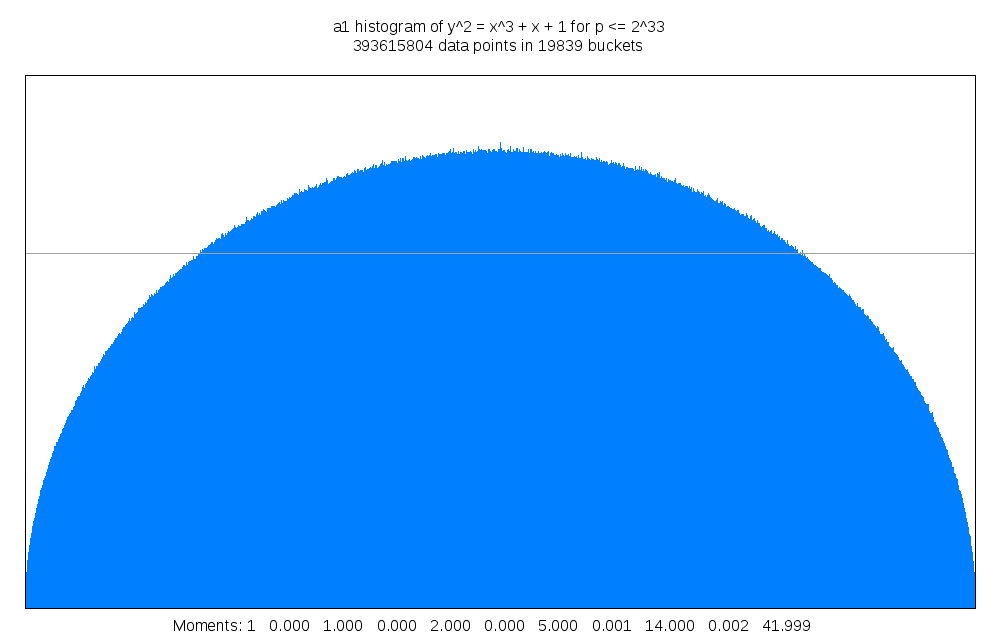 a1 histogram of y^2 = x^3 + x + 1 for p <= 2^33
393615804 data points in 19839 buckets
Moments: 1 0.000 1.000 0.000 2.000 0.000 5.000 0.001 14.000 0.002 41.999